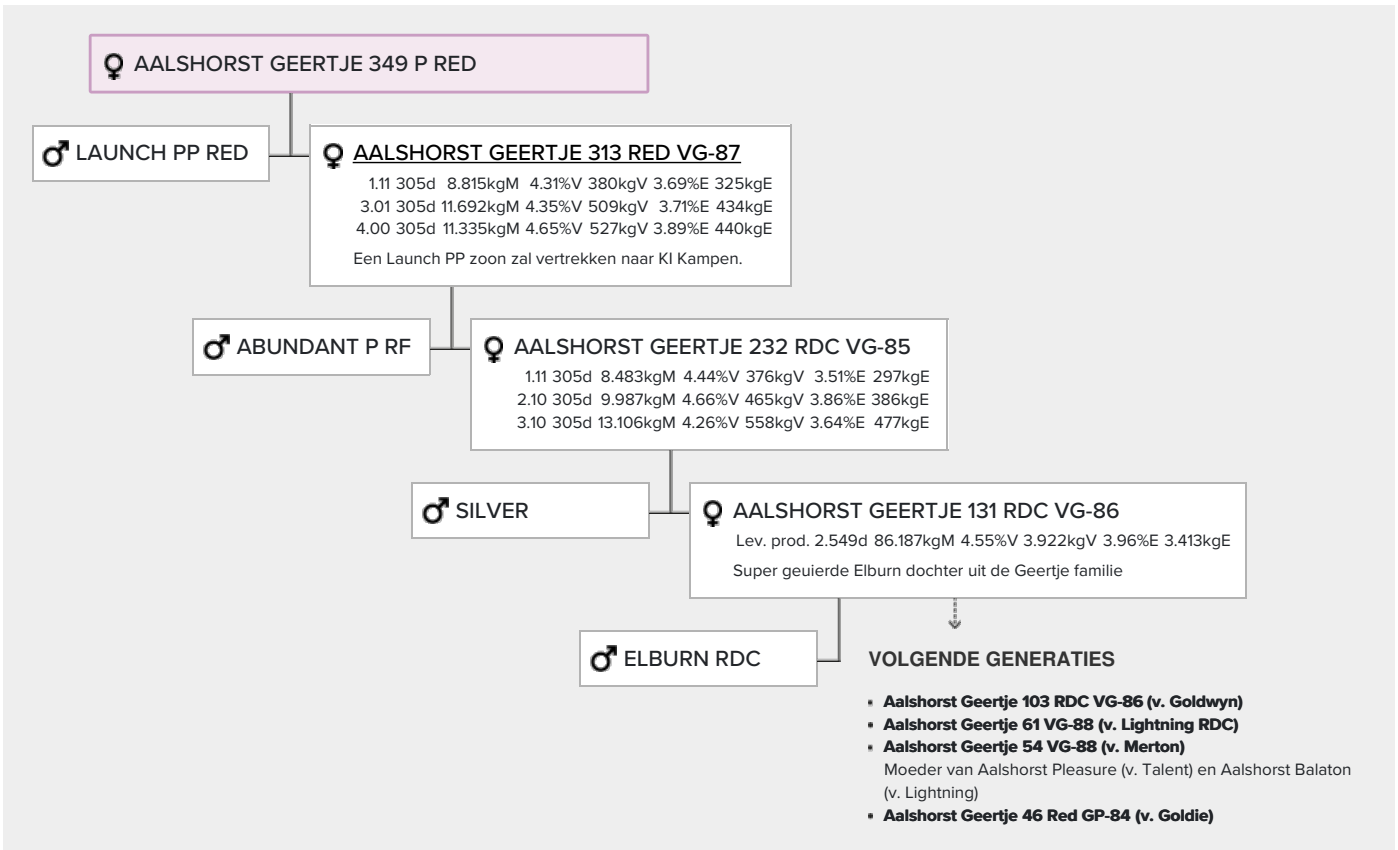 AALSHORST GEERTJE 349 P RED
LAUNCH PP RED
AALSHORST GEERTJE 313 RED VG-87
1.11 305d 8.815kgM 4.31%V 380kgV 3.69%E 325kgE
3.01 305d 11.692kgM 4.35%V 509kgV 3.71%E 434kgE
4.00 305d 11.335kgM 4.65%V 527kgV 3.89%E 440kgE
Een Launch PP zoon zal vertrekken naar KI Kampen.
ABUNDANT P RF
AALSHORST GEERTJE 232 RDC VG-85
1.11 305d 8.483kgM 4.44%V 376kgV 3.51%E 297kgE
2.10 305d 9.987kgM 4.66%V 465kgV 3.86%E 386kgE
3.10 305d 13.106kgM 4.26%V 558kgV 3.64%E 477kgE
SILVER
AALSHORST GEERTJE 131 RDC VG-86
Lev. prod. 2.549d 86.187kgM 4.55%V 3.922kgV 3.96%E 3.413kgE
Super geuierde Elburn dochter uit de Geertje familie
ELBURN RDC
VOLGENDE GENERATIES
Aalshorst Geertje 103 RDC VG-86 (v. Goldwyn)
Aalshorst Geertje 61 VG-88 (v. Lightning RDC)
Aalshorst Geertje 54 VG-88 (v. Merton)
Moeder van Aalshorst Pleasure (v. Talent) en Aalshorst Balaton
(v. Lightning)
Aalshorst Geertje 46 Red GP-84 (v. Goldie)